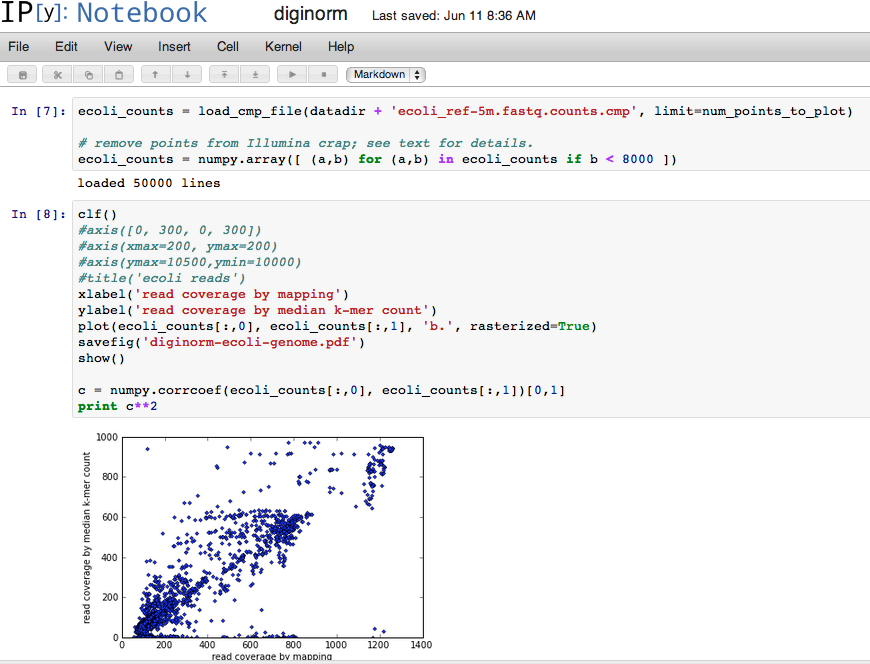 IP[y]: Notebook diginorm Last saved: Jun 11 8:36 AM
File Edit View Insert Cell Kernel Help
Markdown
In [7]: ecoli_counts = load_cmp_file(datadir + 'ecoli_ref-5m.fastq.counts.cmp', limit=num_points_to_plot)
# remove points from Illumina crap; see text for details.
ecoli_counts = numpy.array([ (a,b) for (a,b) in ecoli_counts if b < 8000 ])
loaded 50000 lines
In [8]: clf()
#axis([0, 300, 0, 300])
#axis(xmax=200, ymax=200)
#axis(ymax=10500,ymin=10000)
#title('ecoli reads')
xlabel('read coverage by mapping')
ylabel('read coverage by median k-mer count')
plot(ecoli_counts[:,0], ecoli_counts[:,1], 'b.', rasterized=True)
savefig('diginorm-ecoli-genome.pdf')
show()
c = numpy.corrcoef(ecoli_counts[:,0], ecoli_counts[:,1])[0,1]
print c**2
read coverage by median k-mer count
1000
800
600
400
200
0
0 200 400 600 800 1000 1200 1400
read coverage by mapping